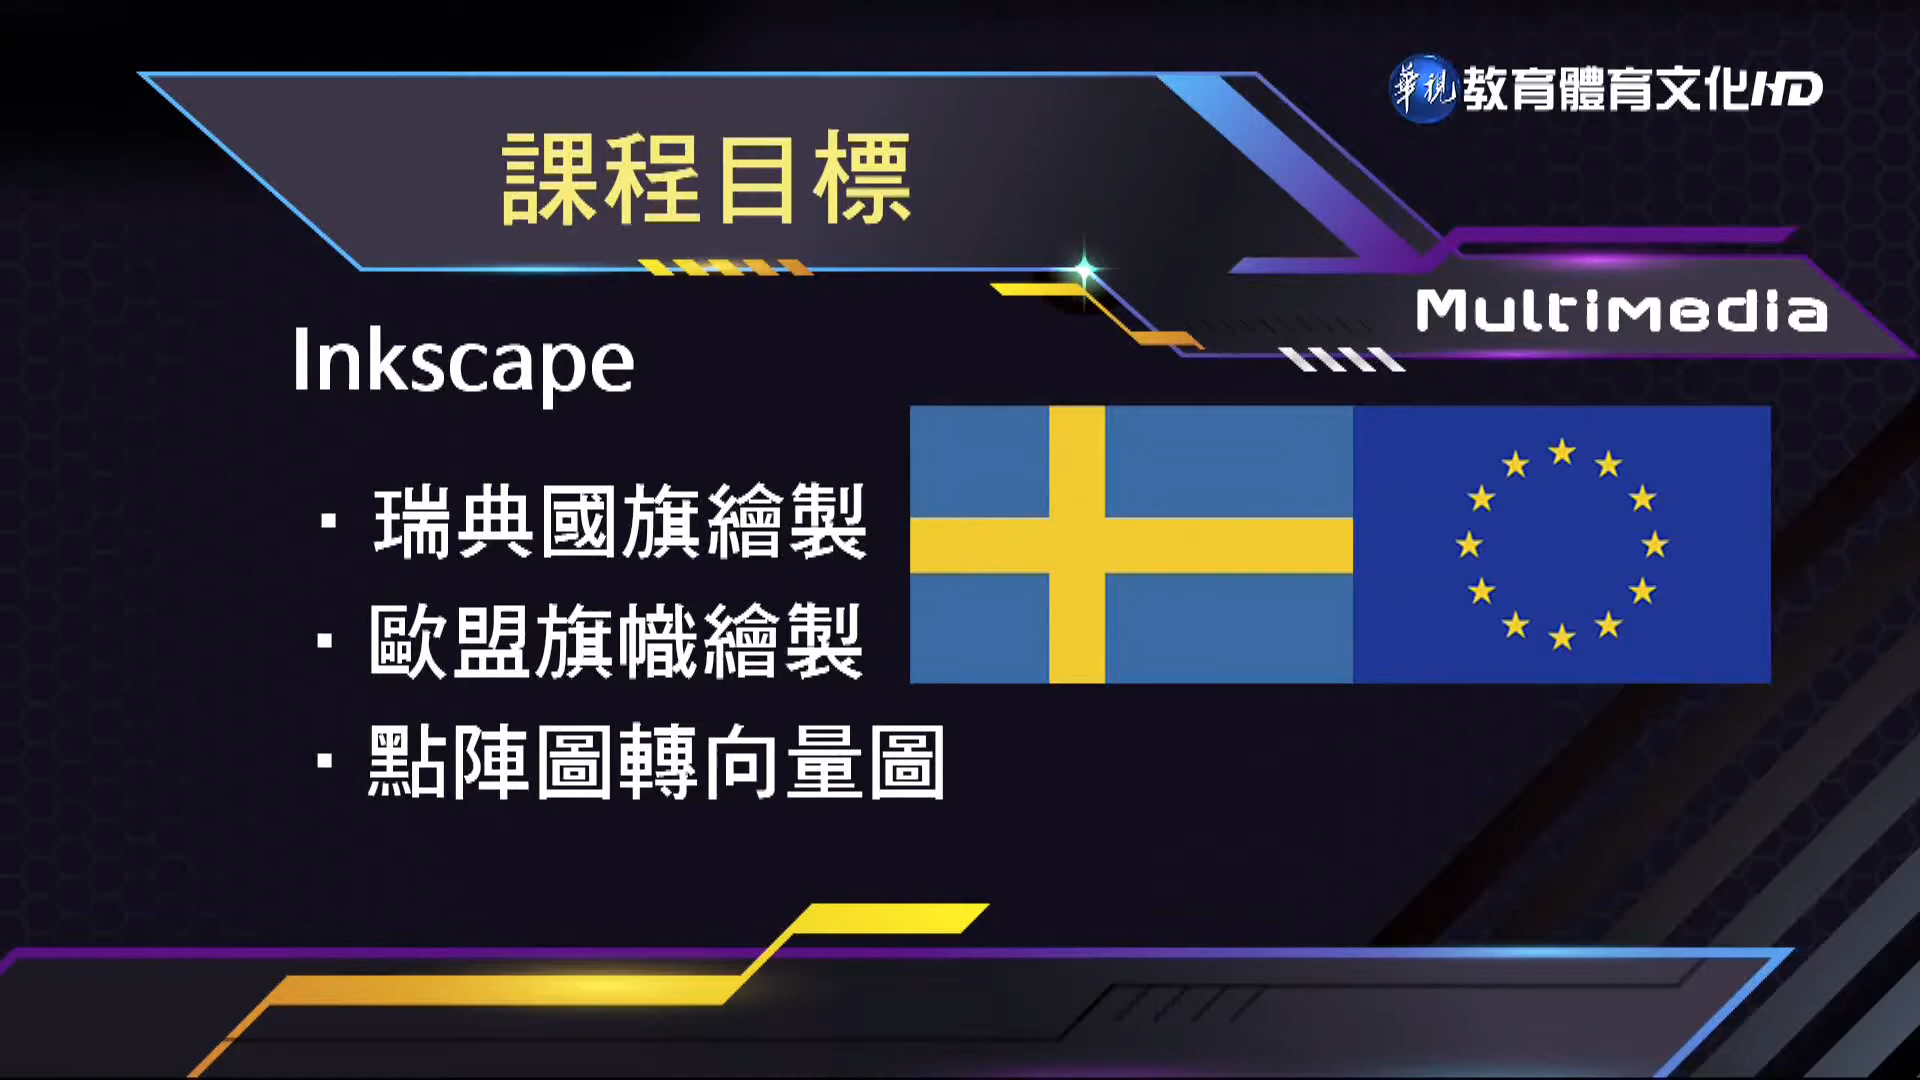 華視 教育體育文化HD
課程目標
Multimedia
Inkscape
· 瑞典國旗繪製
· 歐盟旗幟繪製
· 點陣圖轉向量圖